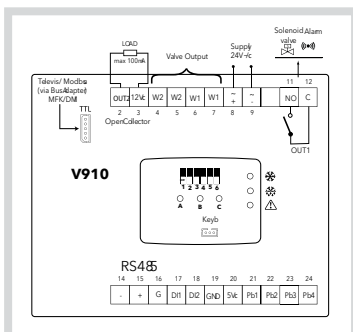 Solenoid Alarm
valve
LOAD
max 100mA
Valve Output
Supply
24V~/c
Televis/ Modbus
(via BusAdapter)
MFK/DMI
TTL
11 12
OUT2 12Vc W2 W2 W1 W1 ~+ ~- NO C
2 3 4 5 6 7 8 9
OpenCollector
OUT1
V910
1 2 3 4 5 6
A B C
Keyb
RS485
14 15 16 17 18 19 20 21 22 23 24
- + G DI1 DI2 GND 5Vc Pb1 Pb2 Pb3 Pb4